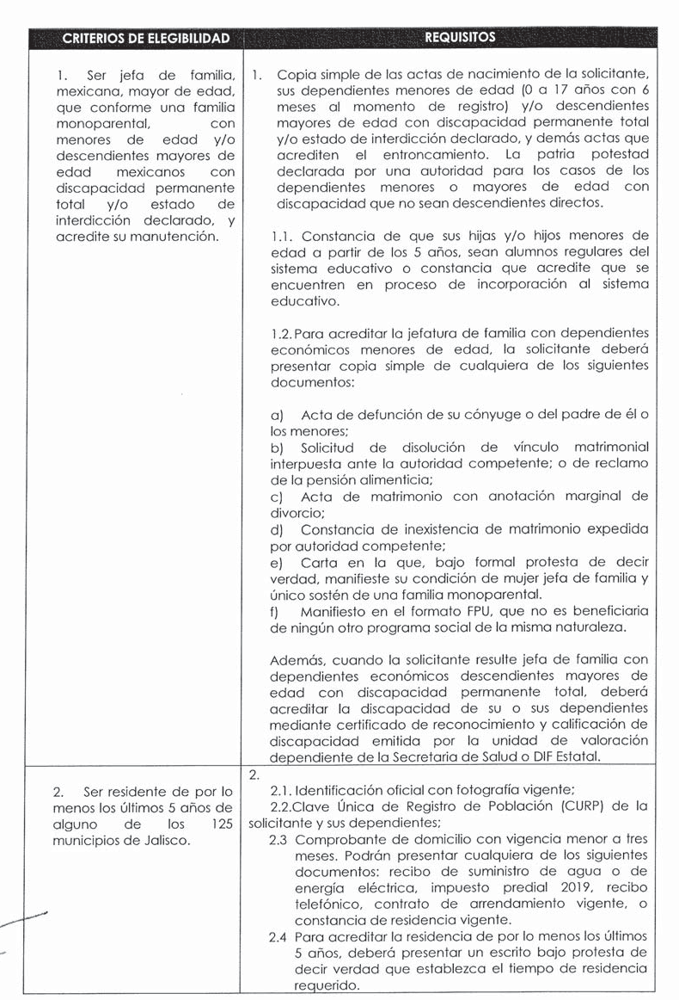 CRITERIOS DE ELEGIBILIDAD
REQUISITOS
1. Ser jefa de familia,
mexicana, mayor de edad,
que conforme una familia
monoparental, con
menores de edad y/o
descendientes mayores de
edad mexicanos con
discapacidad permanente
total y/o estado de
interdicción declarado, y
acredite su manutención.
1. Copia simple de las actas de nacimiento de la solicitante,
sus dependientes menores de edad (0 a 17 años con 6
meses al momento de registro) y/o descendientes
mayores de edad con discapacidad permanente total
y/o estado de interdicción declarado, y demás actas que
acrediten el entroncamiento. La patria potestad
declarada por una autoridad para los casos de los
dependientes menores o mayores de edad con
discapacidad que no sean descendientes directos.
1.1. Constancia de que sus hijas y/o hijos menores de
edad a partir de los 5 años, sean alumnos regulares del
sistema educativo o constancia que acredite que se
encuentren en proceso de incorporación al sistema
educativo.
1.2. Para acreditar la jefatura de familia con dependientes
económicos menores de edad, la solicitante deberá
presentar copia simple de cualquiera de los siguientes
documentos:
a) Acta de defunción de su cónyuge o del padre de él o
los menores;
b) Solicitud de disolución de vínculo matrimonial
interpuesta ante la autoridad competente; o de reclamo
de la pensión alimenticia;
c) Acta de matrimonio con anotación marginal de
divorcio;
d) Constancia de inexistencia de matrimonio expedida
por autoridad competente;
e) Carta en la que, bajo formal protesta de decir
verdad, manifieste su condición de mujer jefa de familia y
único sostén de una familia monoparental.
f) Manifiesto en el formato FPU, que no es beneficiaria
de ningún otro programa social de la misma naturaleza.
Además, cuando la solicitante resulte jefa de familia con
dependientes económicos descendientes mayores de
edad con discapacidad permanente total, deberá
acreditar la discapacidad de su o sus dependientes
mediante certificado de reconocimiento y calificación de
discapacidad emitida por la unidad de valoración
dependiente de la Secretaria de Salud o DIF Estatal.
2. Ser residente de por lo
menos los últimos 5 años de
alguno de los 125
municipios de Jalisco.
2.
2.1. Identificación oficial con fotografía vigente;
2.2.Clave Única de Registro de Población (CURP) de la
solicitante y sus dependientes;
2.3 Comprobante de domicilio con vigencia menor a tres
meses. Podrán presentar cualquiera de los siguientes
documentos: recibo de suministro de agua o de
energía eléctrica, impuesto predial 2019, recibo
telefónico, contrato de arrendamiento vigente, o
constancia de residencia vigente.
2.4 Para acreditar la residencia de por lo menos los últimos
5 años, deberá presentar un escrito bajo protesta de
decir verdad que establezca el tiempo de residencia
requerido.